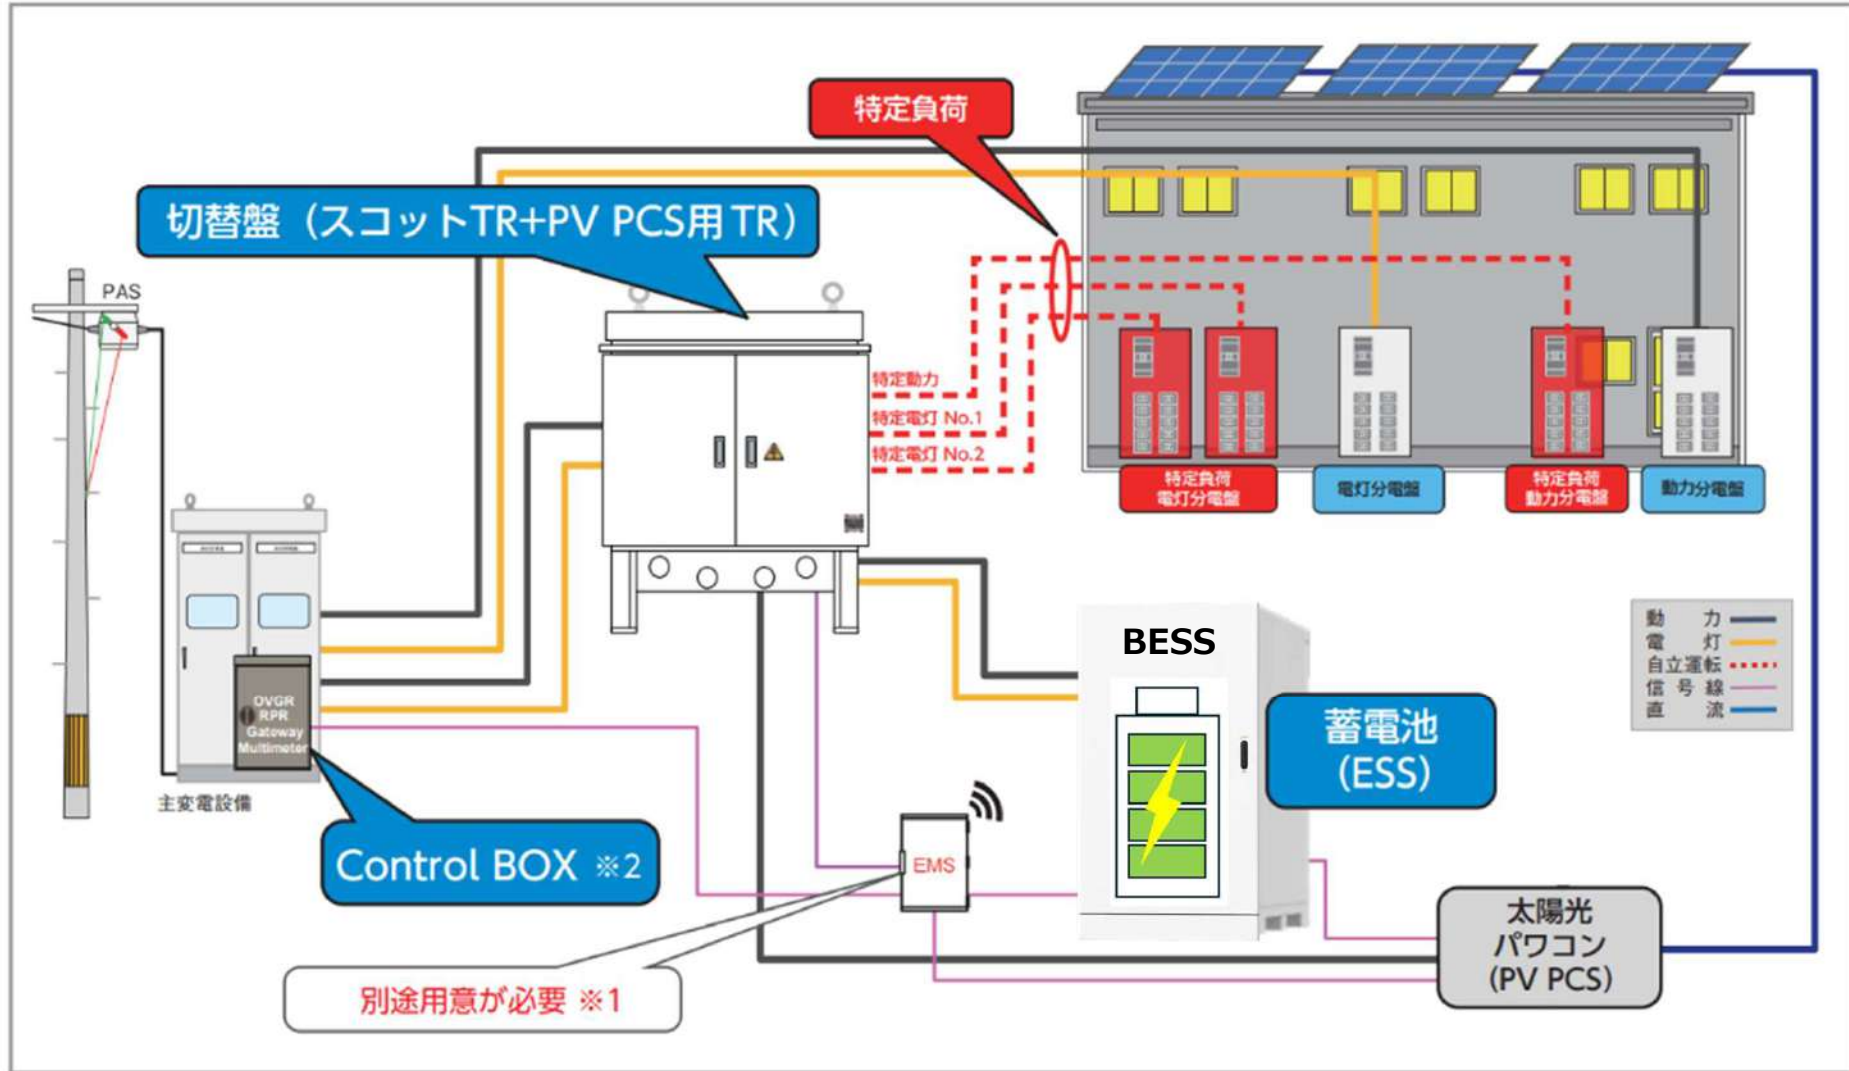 特定負荷
切替盤（スコットTR+PV PCS用 TR）
PAS
特定動力
特定電灯 No.1
特定電灯 No.2
特定負荷
電灯分電盤
電灯分電盤
特定負荷
動力分電盤
動力分電盤
動　力
電　灯
自立運転
信 号 線
直　流
BESS
蓄電池
(ESS)
OVGR
RPR
Gateway
Multimeter
主変電設備
Control BOX ※2
EMS
別途用意が必要 ※1
太陽光
パワコン
(PV PCS)